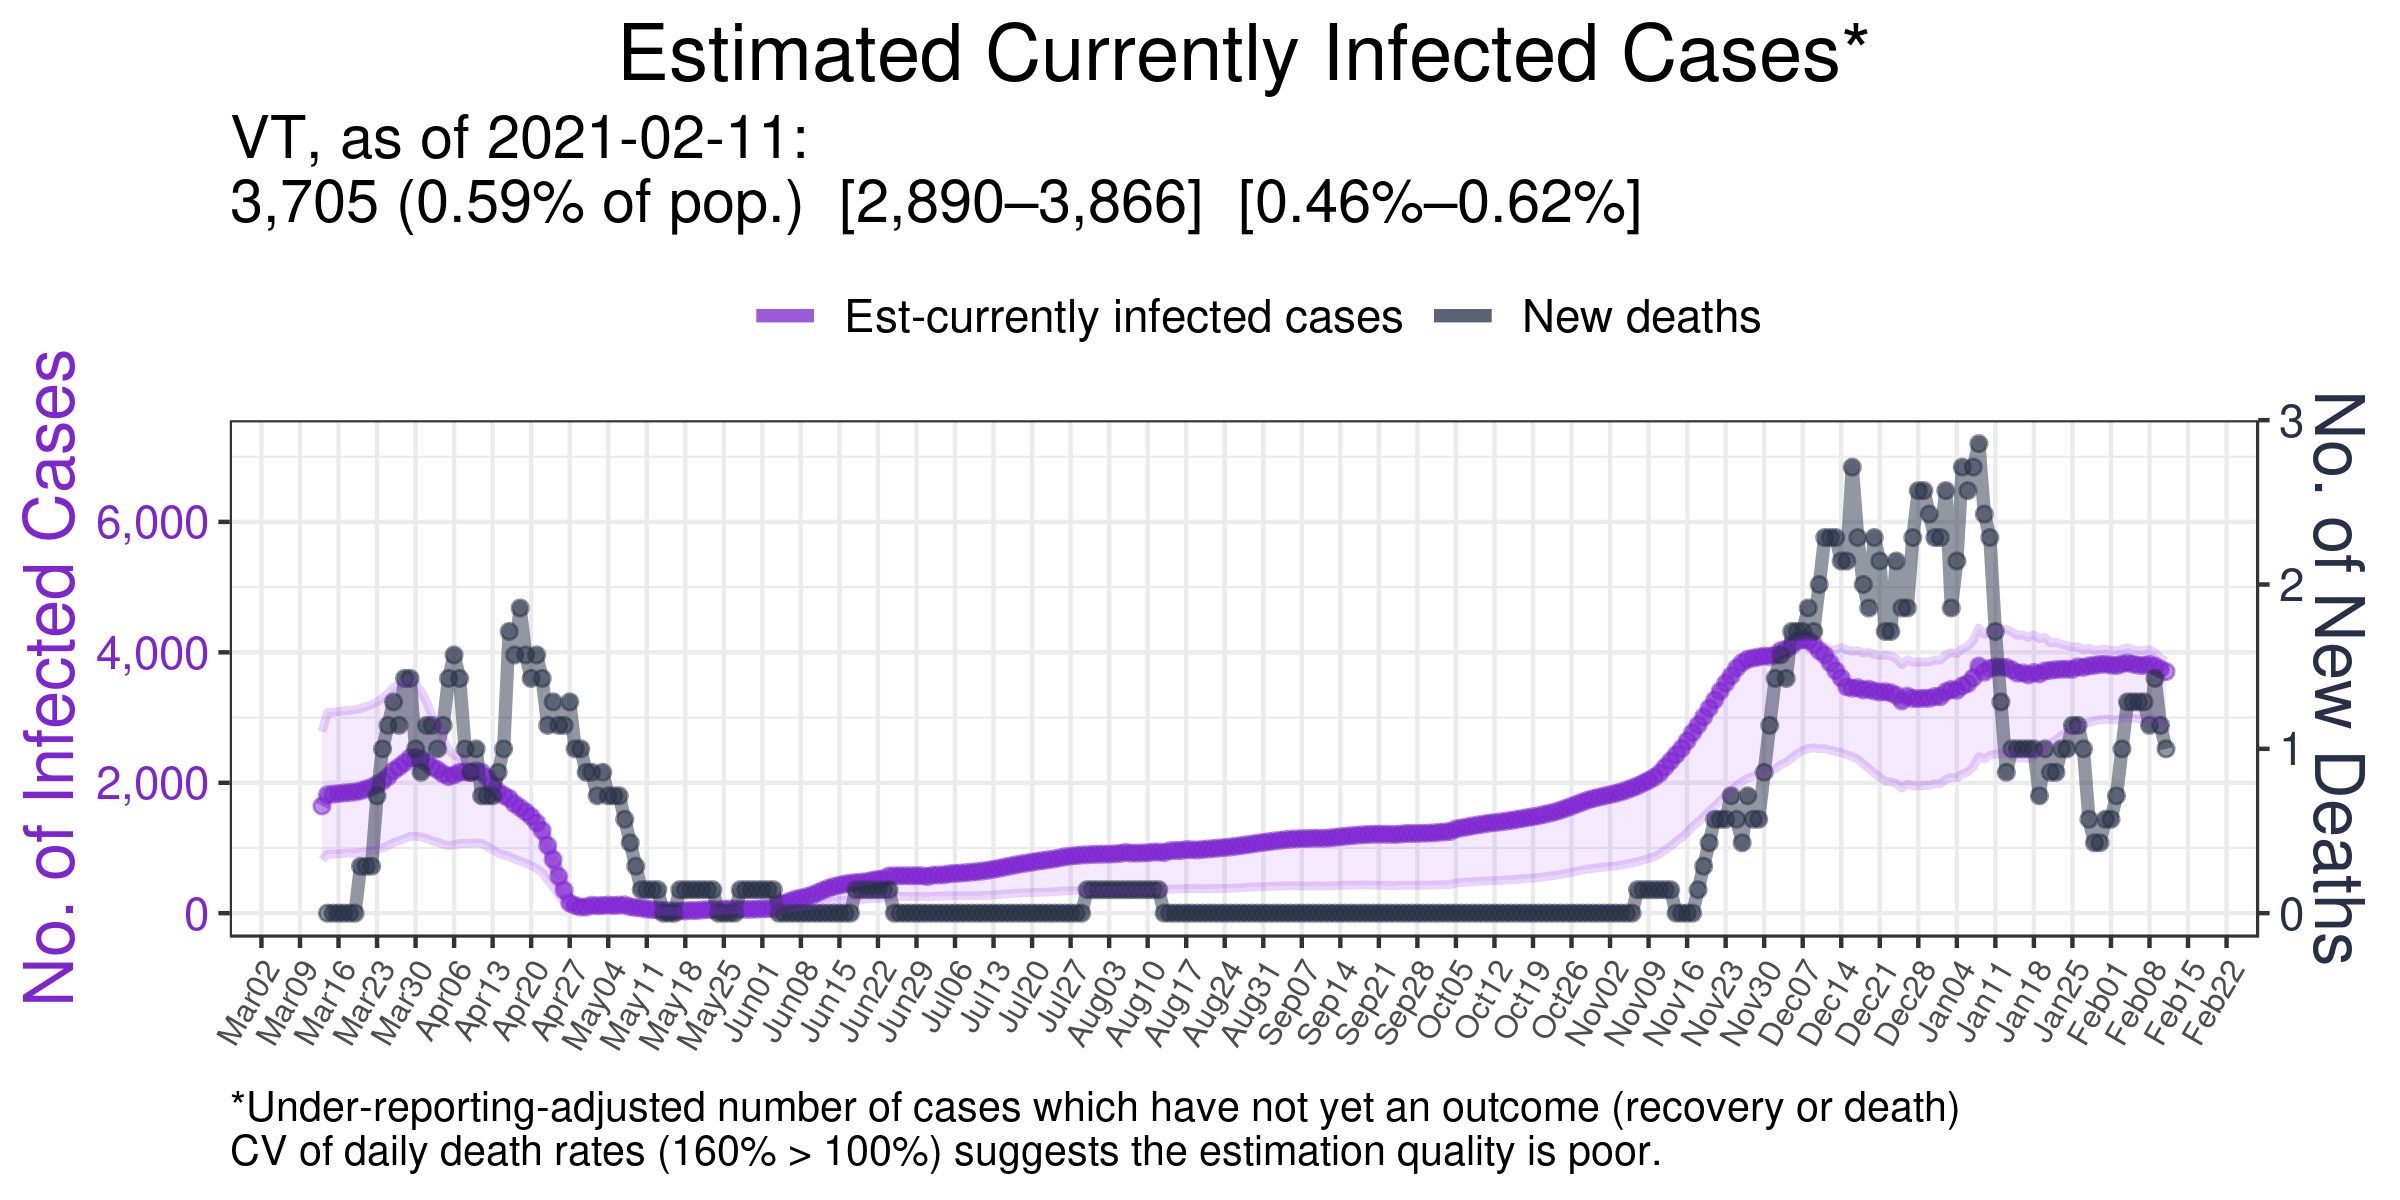 Estimated Currently Infected Cases*
VT, as of 2021-02-11:
3,705 (0.59% of pop.)  [2,890–3,866]  [0.46%–0.62%]
Est-currently infected cases
New deaths
No. of Infected Cases
6,000
4,000
2,000
0
3
2
1
0
No. of New Deaths
Mar02
Mar09
Mar16
Mar23
Mar30
Apr06
Apr13
Apr20
Apr27
May04
May11
May18
May25
Jun01
Jun08
Jun15
Jun22
Jun29
Jul06
Jul13
Jul20
Jul27
Aug03
Aug10
Aug17
Aug24
Aug31
Sep07
Sep14
Sep21
Sep28
Oct05
Oct12
Oct19
Oct26
Nov02
Nov09
Nov16
Nov23
Nov30
Dec07
Dec14
Dec21
Dec28
Jan04
Jan11
Jan18
Jan25
Feb01
Feb08
Feb15
Feb22
*Under-reporting-adjusted number of cases which have not yet an outcome (recovery or death)
CV of daily death rates (160% > 100%) suggests the estimation quality is poor.